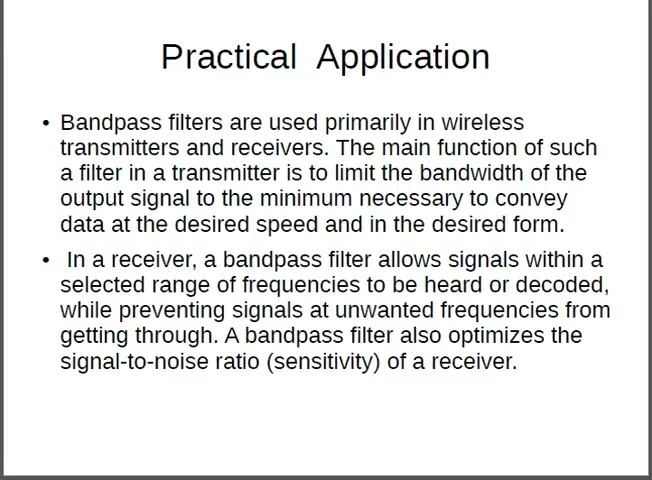 Practical  Application
• Bandpass filters are used primarily in wireless
transmitters and receivers. The main function of such
a filter in a transmitter is to limit the bandwidth of the
output signal to the minimum necessary to convey
data at the desired speed and in the desired form.
•  In a receiver, a bandpass filter allows signals within a
selected range of frequencies to be heard or decoded,
while preventing signals at unwanted frequencies from
getting through. A bandpass filter also optimizes the
signal-to-noise ratio (sensitivity) of a receiver.